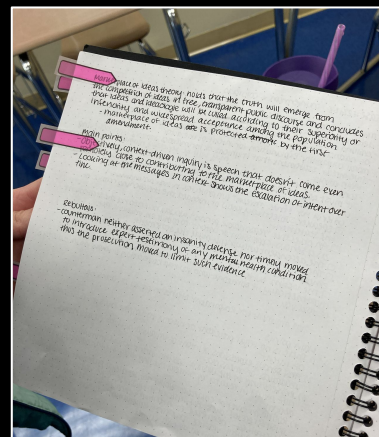 Marketplace of ideas theory holds that the truth will emerge from
the competition of ideas in free, transparent public discourse and concludes
that ideas and ideologie will be culled according to their superiority or
inferiority and widespread acceptance among the population
- marketplace of ideas is protected by the first
amendment.
main points:
- Objectively, context-driven inquiry is speech that doesn't come even
close to contributing to the marketplace of ideas
- Looking at the messages in context shows the escalation of intent over
time.
Rebuttals:
- counterman neither asserted an insanity defense nor timely moved
to introduce expert testimony of any mental health condition
thus the prosecution moved to limit such evidence